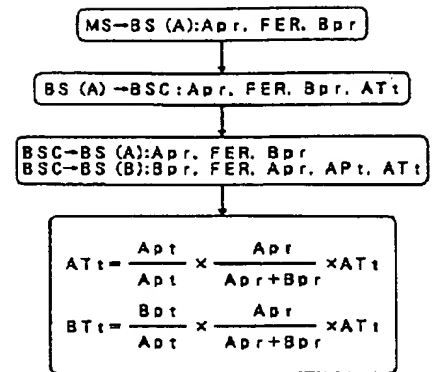 MS→BS (A):Apr, FER, Bpr
BS (A) →BSC:Apr, FER, Bpr, ATt
BSC→BS (A):Apr, FER, Bpr
BSC→BS (B):Bpr, FER, Apr, APt, ATt
ATt= Apt/Apt × Apr/Apr+Bpr ×ATt
BTt= Bpt/Apt × Apr/Apr+Bpr ×ATt